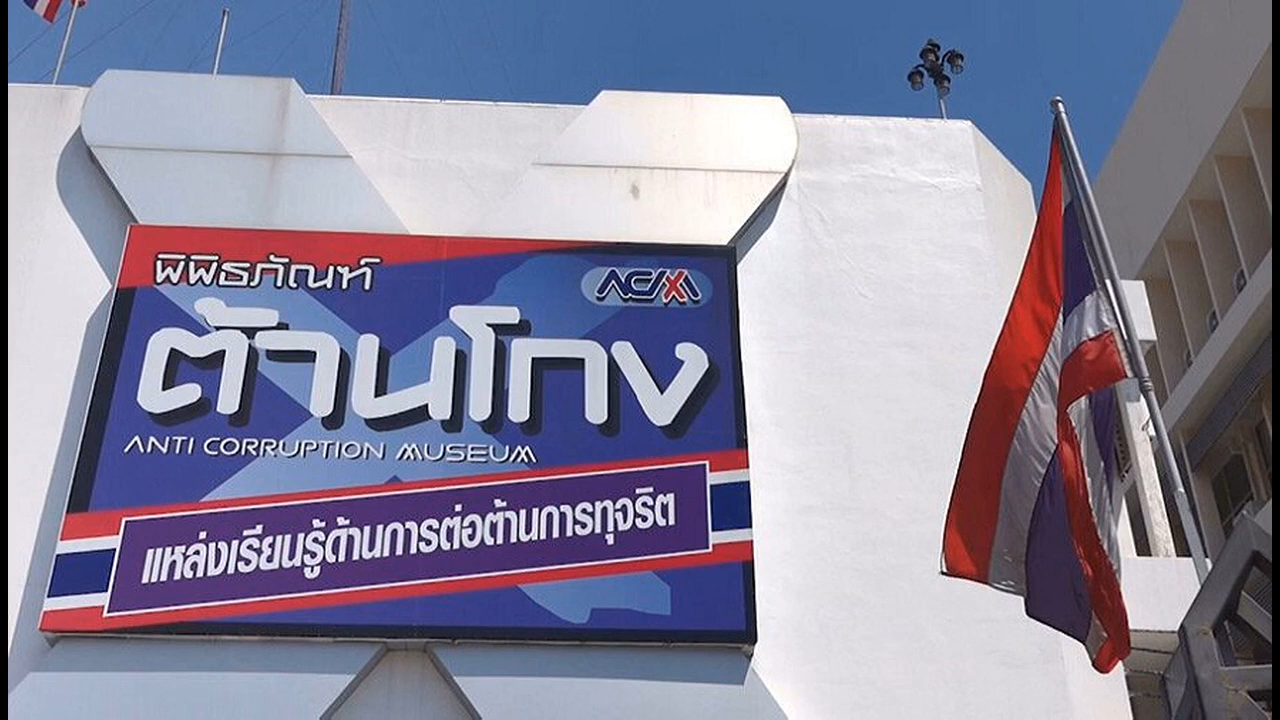 พิพิธภัณฑ์
ACM
ต้านโกง
ANTI CORRUPTION MUSEUM
แหล่งเรียนรู้ด้านการต่อต้านการทุจริต